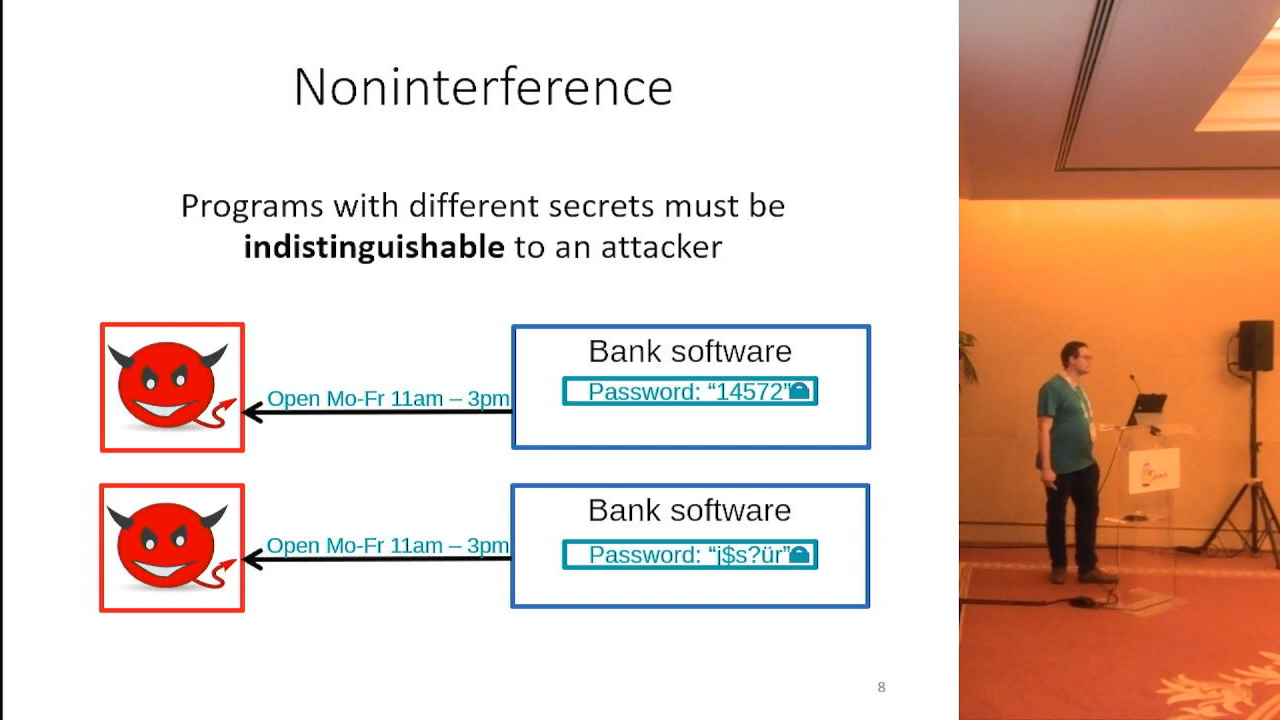 Noninterference
Programs with different secrets must be
indistinguishable to an attacker
Bank software
Password: “14572”
Open Mo-Fr 11am – 3pm
Bank software
Password: “j$s?ür”
Open Mo-Fr 11am – 3pm
8